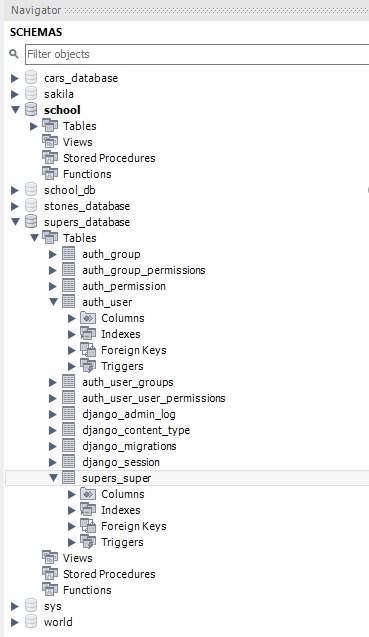 Navigator
SCHEMAS
Filter objects
cars_database
sakila
school
Tables
Views
Stored Procedures
Functions
school_db
stones_database
supers_database
Tables
auth_group
auth_group_permissions
auth_permission
auth_user
Columns
Indexes
Foreign Keys
Triggers
auth_user_groups
auth_user_user_permissions
django_admin_log
django_content_type
django_migrations
django_session
supers_super
Columns
Indexes
Foreign Keys
Triggers
Views
Stored Procedures
Functions
sys
world